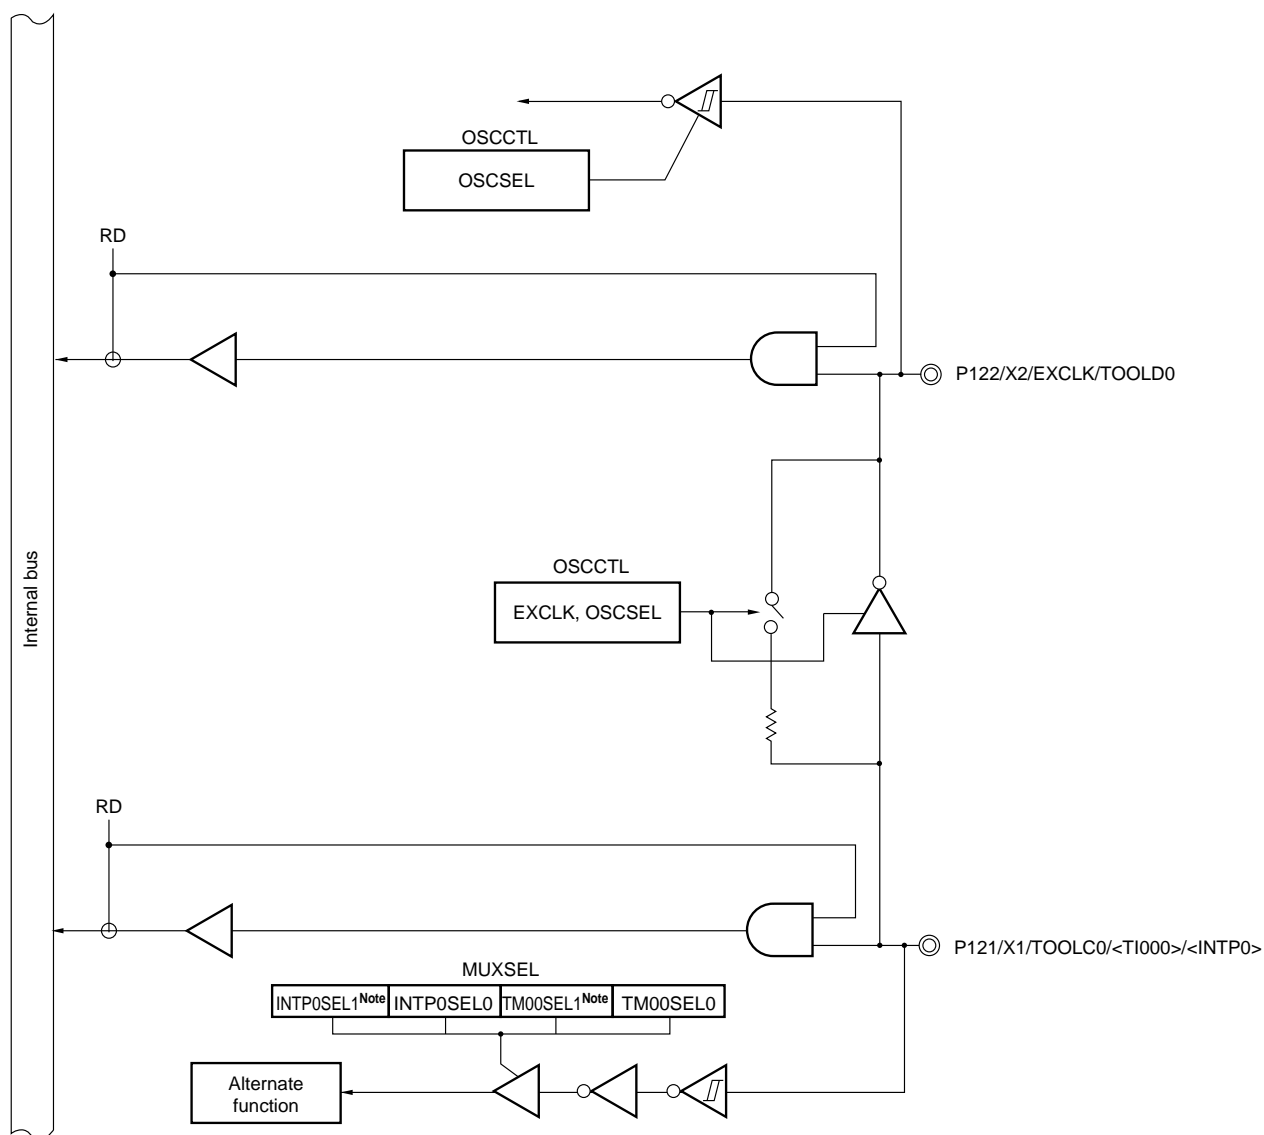 OSCCTL
OSCSEL
RD
P122/X2/EXCLK/TOOLD0
Internal bus
OSCCTL
EXCLK, OSCSEL
RD
P121/X1/TOOLC0/<TI000>/<INTP0>
MUXSEL
INTP0SEL1Note INTP0SEL0 TM00SEL1Note TM00SEL0
Alternate
function